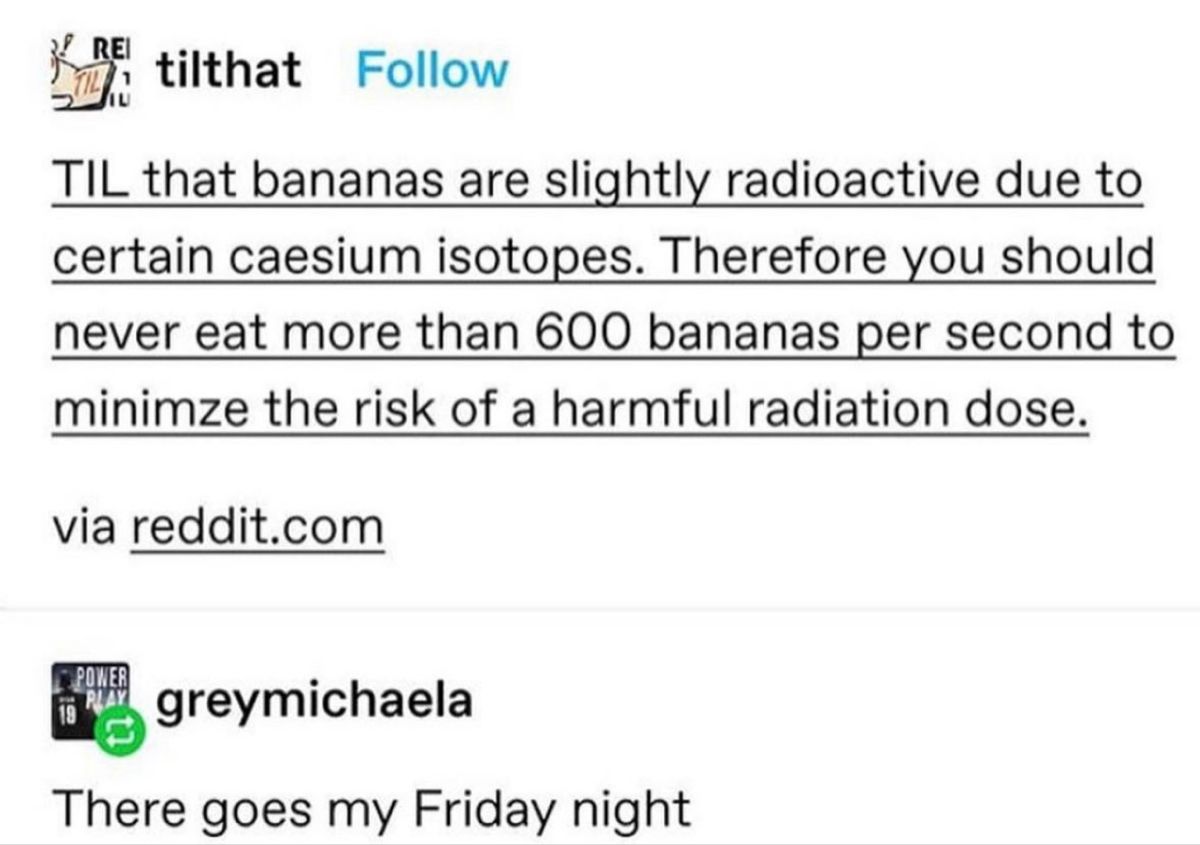 REI
TIL
tilthat Follow
TIL that bananas are slightly radioactive due to
certain caesium isotopes. Therefore you should
never eat more than 600 bananas per second to
minimze the risk of a harmful radiation dose.
via reddit.com
POWER
PLAY
19
greymichaela
There goes my Friday night